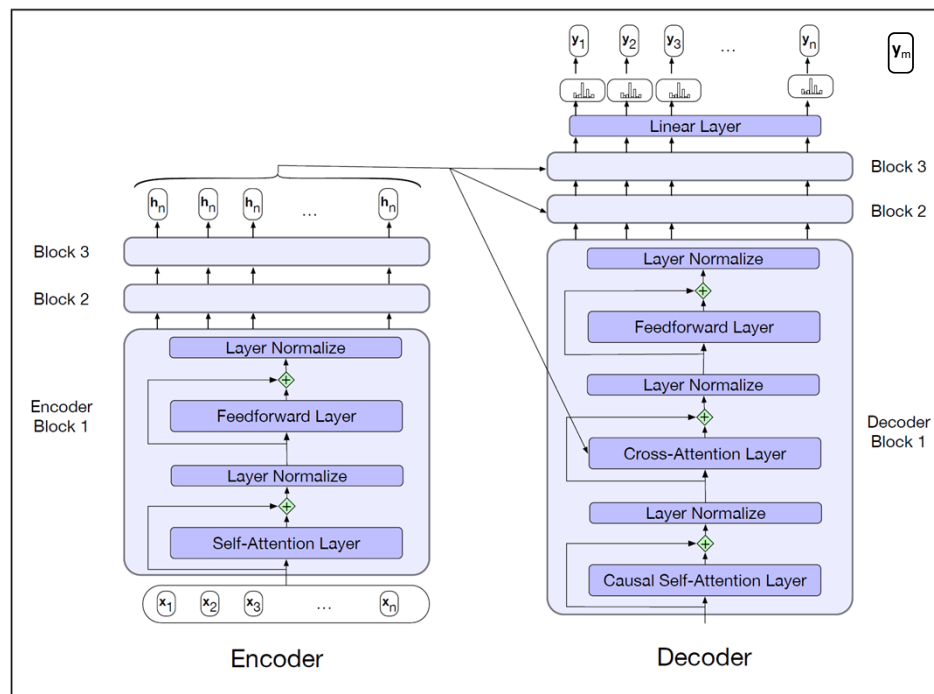 y1 y2 y3 ... yn ym
Linear Layer
Block 3
Block 2
Layer Normalize
+
Feedforward Layer
Layer Normalize
+
Cross-Attention Layer
Decoder
Block 1
Layer Normalize
+
Causal Self-Attention Layer
Decoder
hn hn hn ... hn
Block 3
Block 2
Layer Normalize
+
Feedforward Layer
Encoder
Block 1
Layer Normalize
+
Self-Attention Layer
x1 x2 x3 ... xn
Encoder